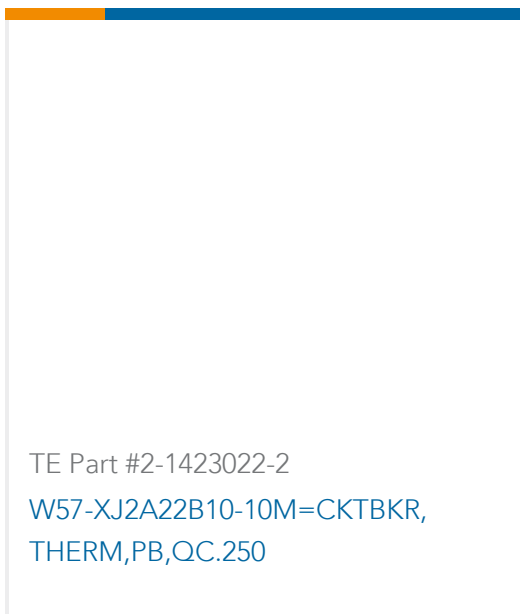 TE Part #2-1423022-2
W57-XJ2A22B10-10M=CKTBKR,
THERM,PB,QC.250